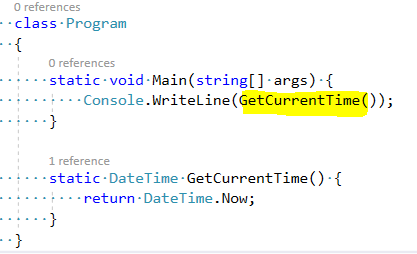 0 references
class Program
{
0 references
static void Main(string[] args) {
Console.WriteLine(GetCurrentTime());
}
1 reference
static DateTime GetCurrentTime() {
return DateTime.Now;
}
}